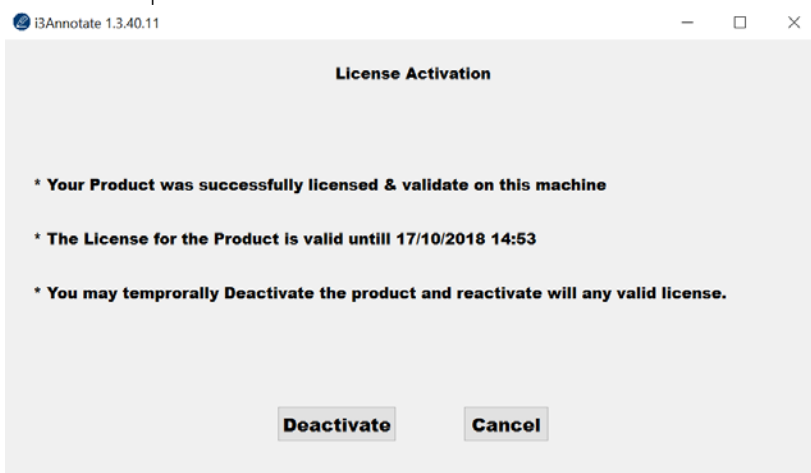 i3Annotate 1.3.40.11
License Activation
* Your Product was successfully licensed & validate on this machine
* The License for the Product is valid untill 17/10/2018 14:53
* You may temprorally Deactivate the product and reactivate will any valid license.
Deactivate Cancel